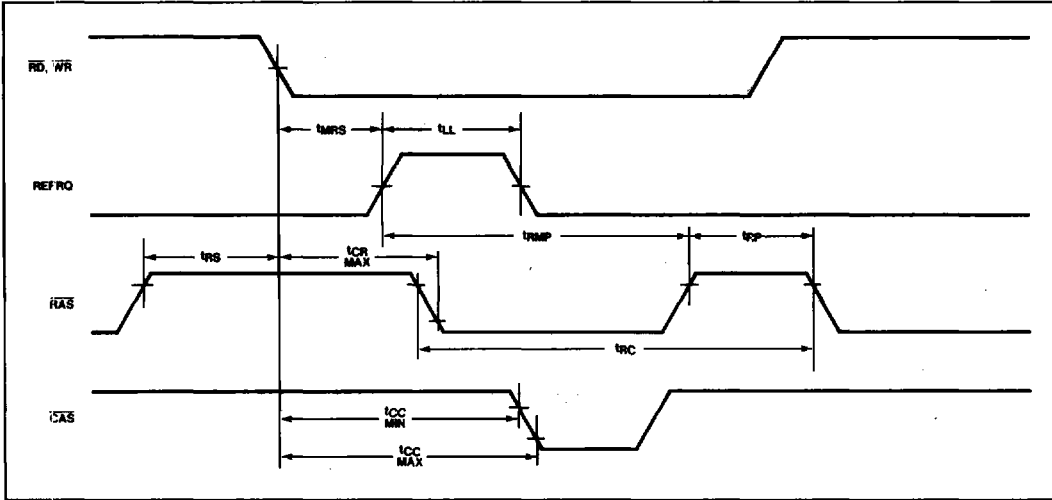 RD, WR
tMRS
tLL
REFRQ
tRMP
tRP
tRS
tCR
MAX
RAS
tRC
CAS
tCC
MIN
tCC
MAX